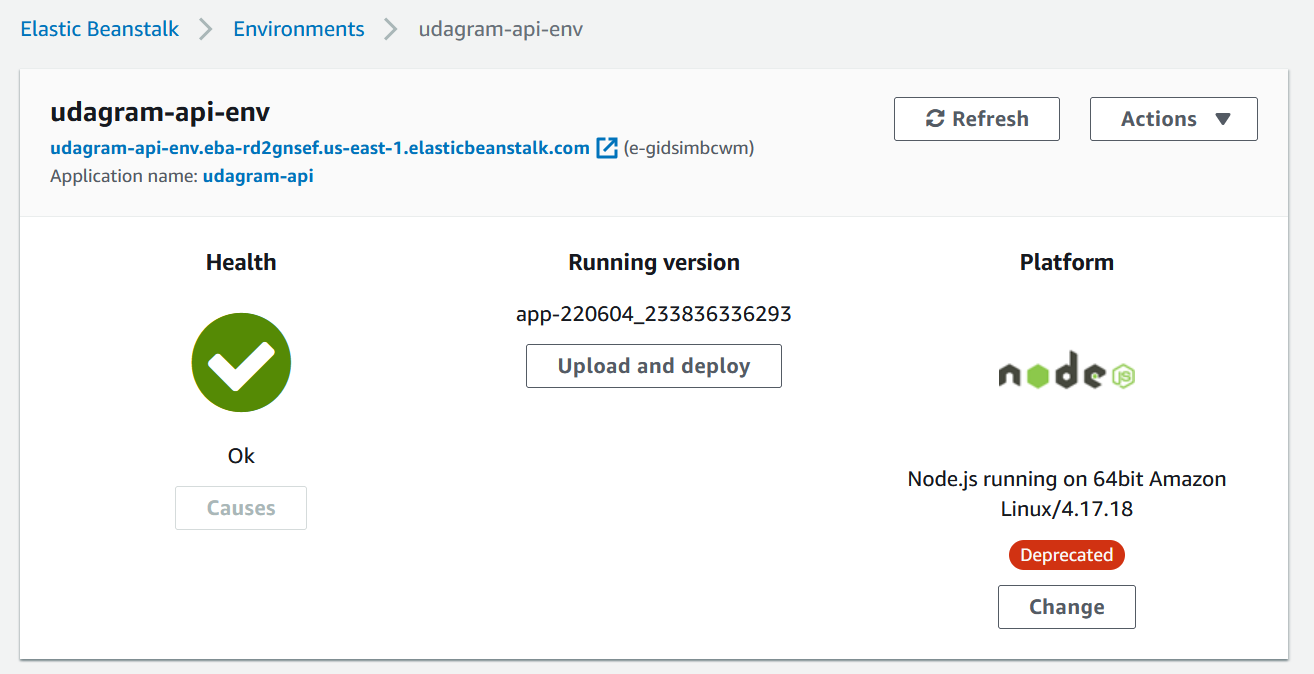 Elastic Beanstalk > Environments > udagram-api-env
udagram-api-env
Refresh
Actions
udagram-api-env.eba-rd2gnsef.us-east-1.elasticbeanstalk.com (e-gidsimbcwm)
Application name: udagram-api
Health
Ok
Causes
Running version
app-220604_233836336293
Upload and deploy
Platform
node JS
Node.js running on 64bit Amazon
Linux/4.17.18
Deprecated
Change